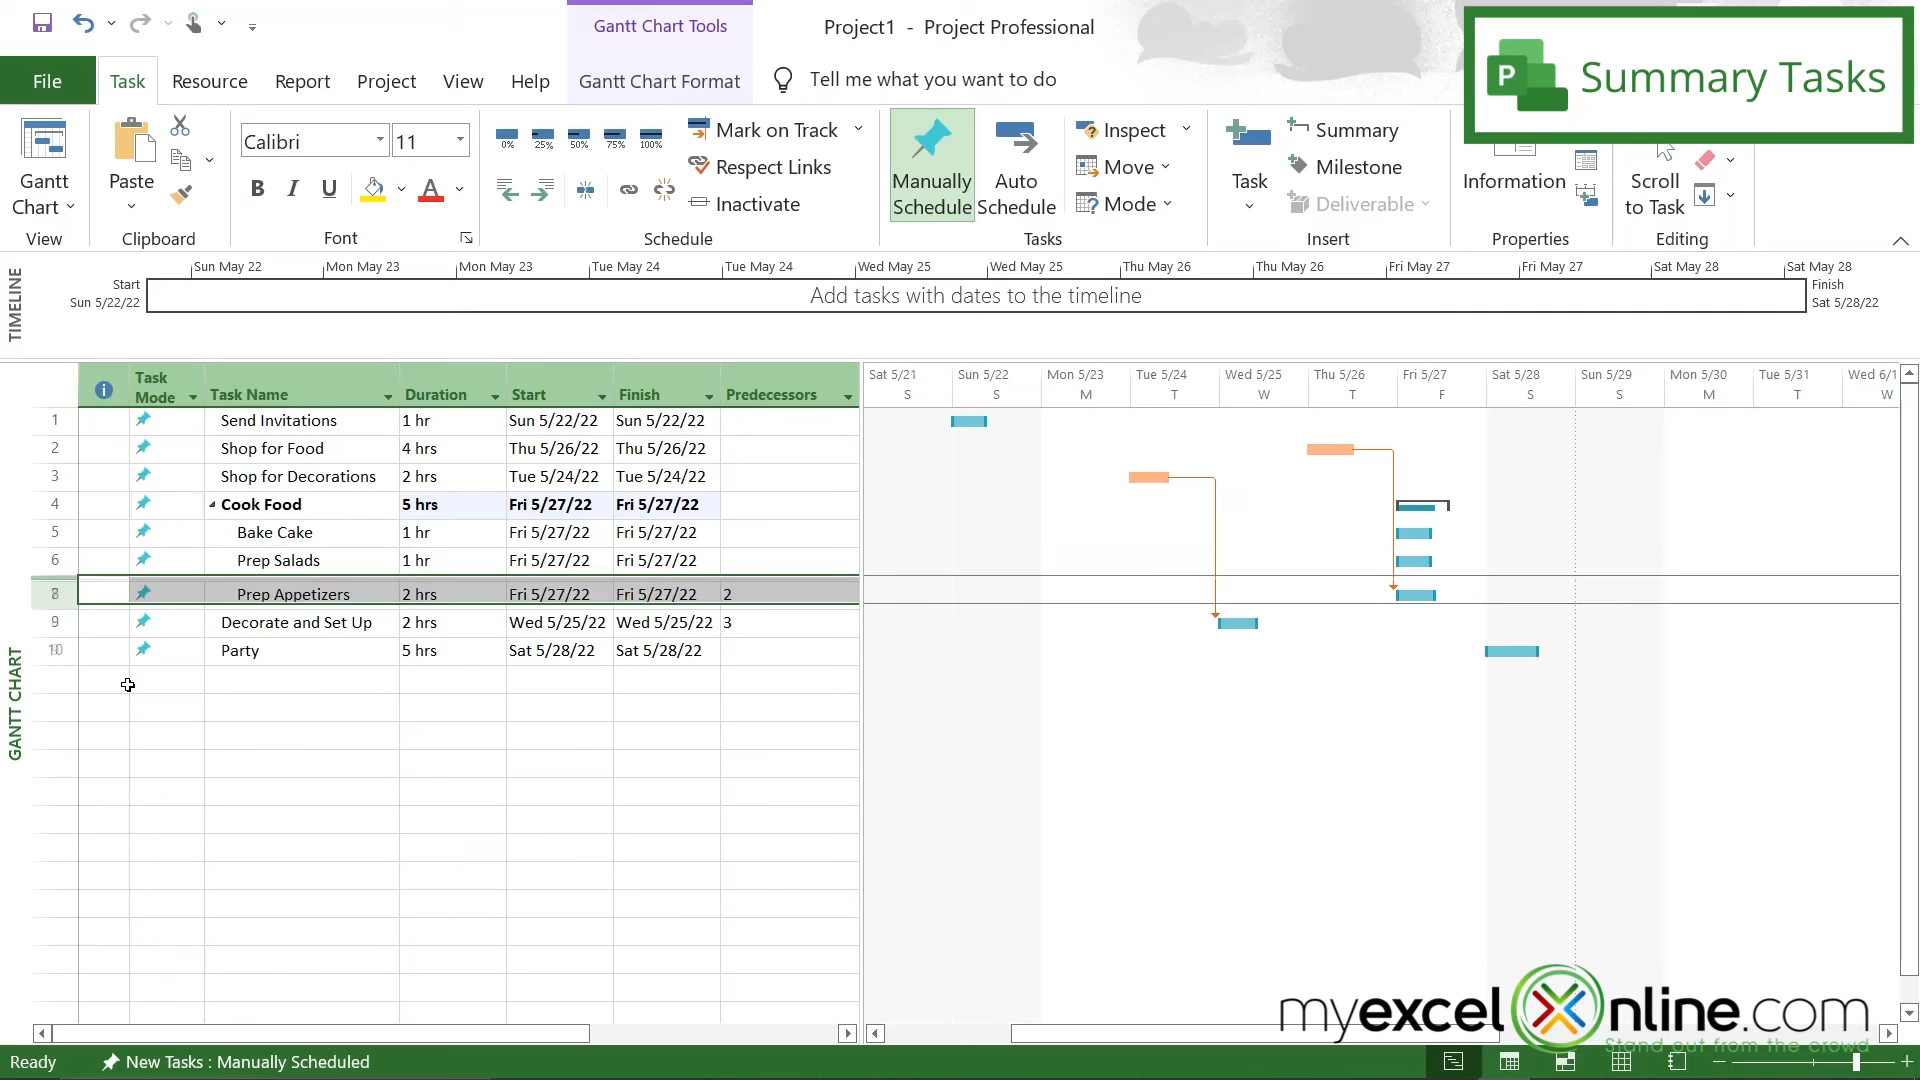 Gantt Chart Tools
Project1 - Project Professional
P Summary Tasks
File Task Resource Report Project View Help Gantt Chart Format Tell me what you want to do
Gantt Chart
View
Paste
Clipboard
Calibri 11
B I U A
Font
0% 25% 50% 75% 100%
Mark on Track
Respect Links
Inactivate
Schedule
Manually Schedule
Auto Schedule
Inspect
Move
Mode
Tasks
Task
Summary
Milestone
Deliverable
Insert
Information
Properties
Scroll to Task
Editing
TIMELINE
Sun May 22 Mon May 23 Mon May 23 Tue May 24 Tue May 24 Wed May 25 Wed May 25 Thu May 26 Thu May 26 Fri May 27 Fri May 27 Sat May 28 Sat May 28
Start
Sun 5/22/22
Add tasks with dates to the timeline
Finish
Sat 5/28/22
GANTT CHART
Task Mode Task Name Duration Start Finish Predecessors
Sat 5/21 Sun 5/22 Mon 5/23 Tue 5/24 Wed 5/25 Thu 5/26 Fri 5/27 Sat 5/28 Sun 5/29 Mon 5/30 Tue 5/31 Wed 6/1
S S M T W T F S S M T W
1 Send Invitations 1 hr Sun 5/22/22 Sun 5/22/22
2 Shop for Food 4 hrs Thu 5/26/22 Thu 5/26/22
3 Shop for Decorations 2 hrs Tue 5/24/22 Tue 5/24/22
4 Cook Food 5 hrs Fri 5/27/22 Fri 5/27/22
5 Bake Cake 1 hr Fri 5/27/22 Fri 5/27/22
6 Prep Salads 1 hr Fri 5/27/22 Fri 5/27/22
Prep Appetizers 2 hrs Fri 5/27/22 Fri 5/27/22 2
9 Decorate and Set Up 2 hrs Wed 5/25/22 Wed 5/25/22 3
10 Party 5 hrs Sat 5/28/22 Sat 5/28/22
myexcelonline.com
Stand out from the crowd
Ready New Tasks : Manually Scheduled